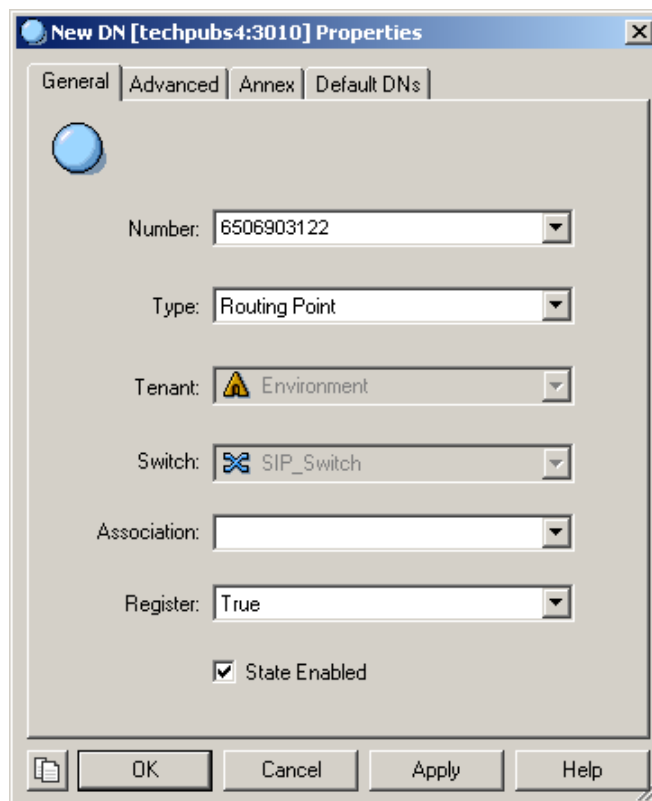 New DN [techpubs4:3010] Properties
General Advanced Annex Default DNs
Number: 6506903122
Type: Routing Point
Tenant: Environment
Switch: SIP_Switch
Association:
Register: True
State Enabled
OK Cancel Apply Help